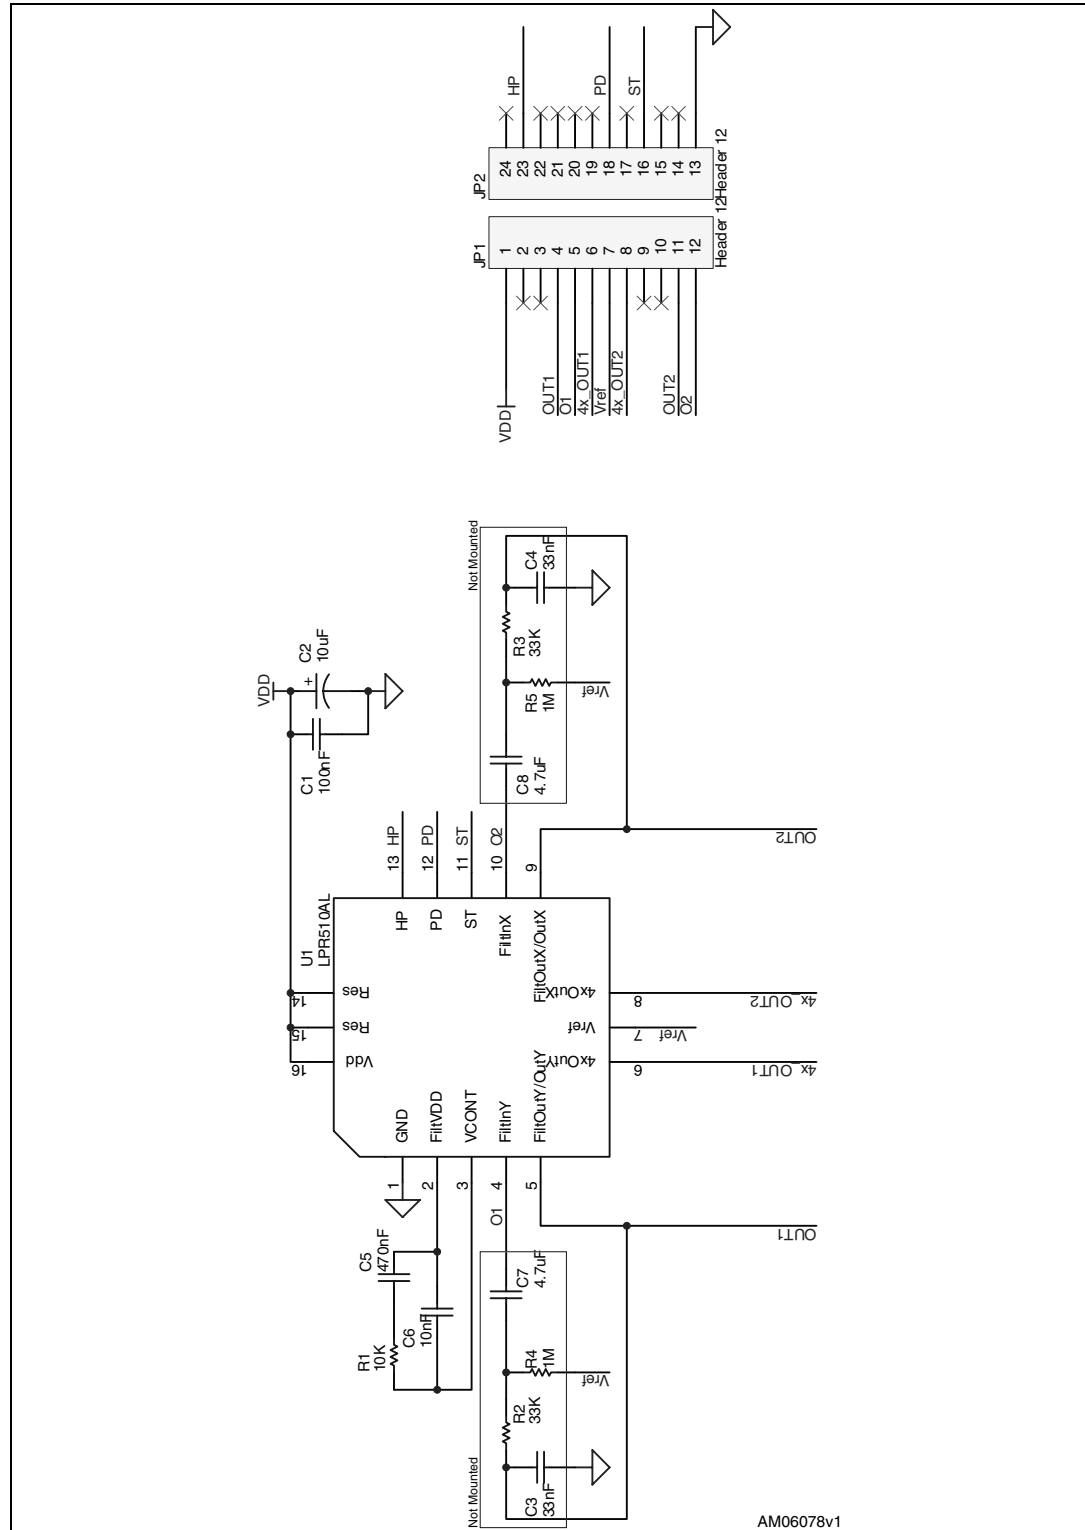 HP
PD
ST
24
23
22
21
20
19
18
17
16
15
14
13
JP2
Header 12
JP1
Header 12
1
2
3
4
5
6
7
8
9
10
11
12
VDD
OUT1
O1
4x_OUT1
Vref
4x_OUT2
OUT2
O2
Not Mounted
C4
33nF
R3
33K
R5
1M
Vref
C8
4.7uF
VDD
C2
10uF
+
C1
100nF
13 HP
12 PD
11 ST
10 O2
9
OUT2
U1
LPR510AL
HP
PD
ST
FiltInX
FiltOutX/OutX
14
Res
15
Res
16
Vdd
4xOutX
8
4x_OUT2
Vref
7
Vref
4xOutY
6
4x_OUT1
GND
FiltVDD
VCONT
FiltInY
FiltOutY/OutY
1
2
3
4
5
O1
OUT1
C5
470nF
R1
10K
C6
10nF
C7
4.7uF
R4
1M
Vref
R2
33K
C3
33nF
Not Mounted
AM06078v1